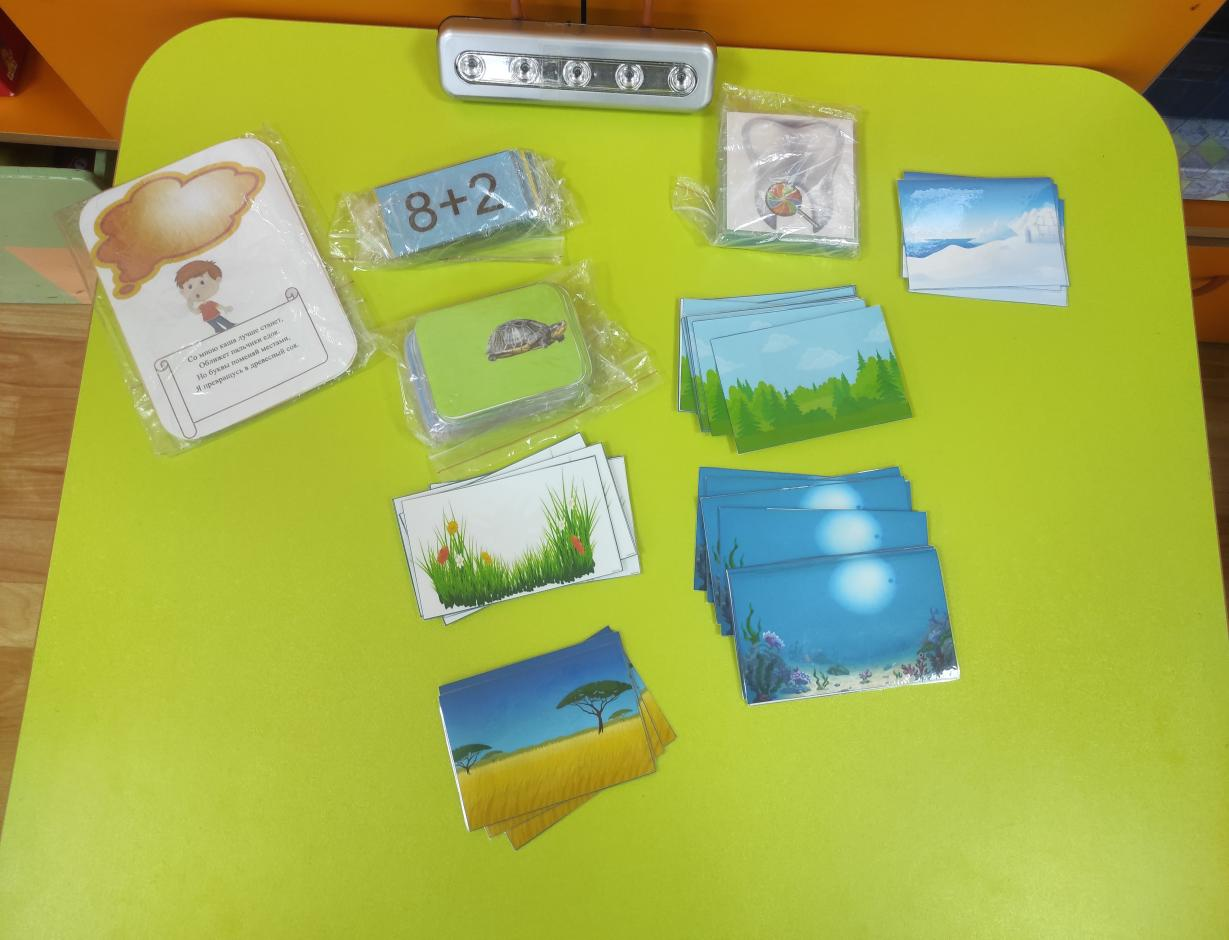 8+2
Со мною каша лучше станет,
Оближет пальчики едок.
Но буквы поменяй местами,
Я превращусь в древесный сок.